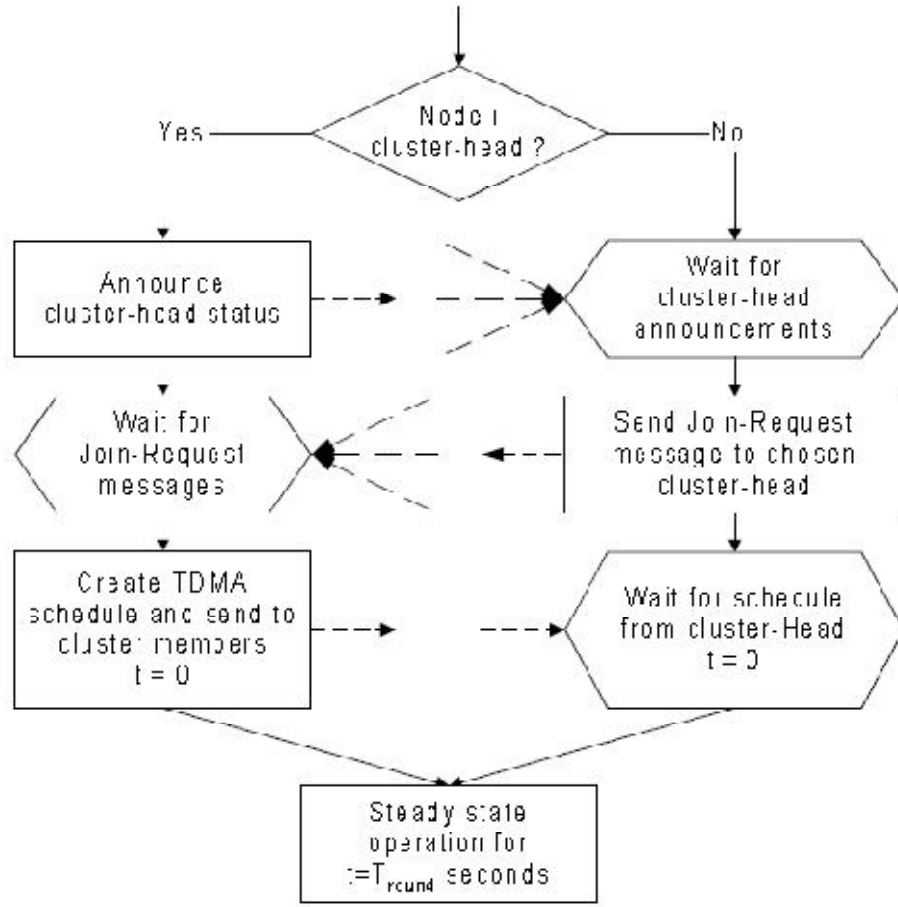 Node i
cluster-head ?
Yes
No
Announce
cluster-head status
Wait for
cluster-head
announcements
Wait for
Join-Request
messages
Send Join-Request
message to chosen
cluster-head
Create TDMA
schedule and send to
cluster members
t = 0
Wait for schedule
from cluster-Head
t = 0
Steady state
operation for
t=Tround seconds